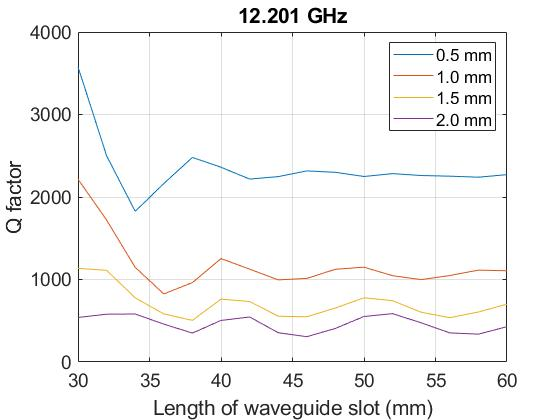 12.201 GHz
4000
3000
2000
1000
0
Q factor
0.5 mm
1.0 mm
1.5 mm
2.0 mm
30 35 40 45 50 55 60
Length of waveguide slot (mm)